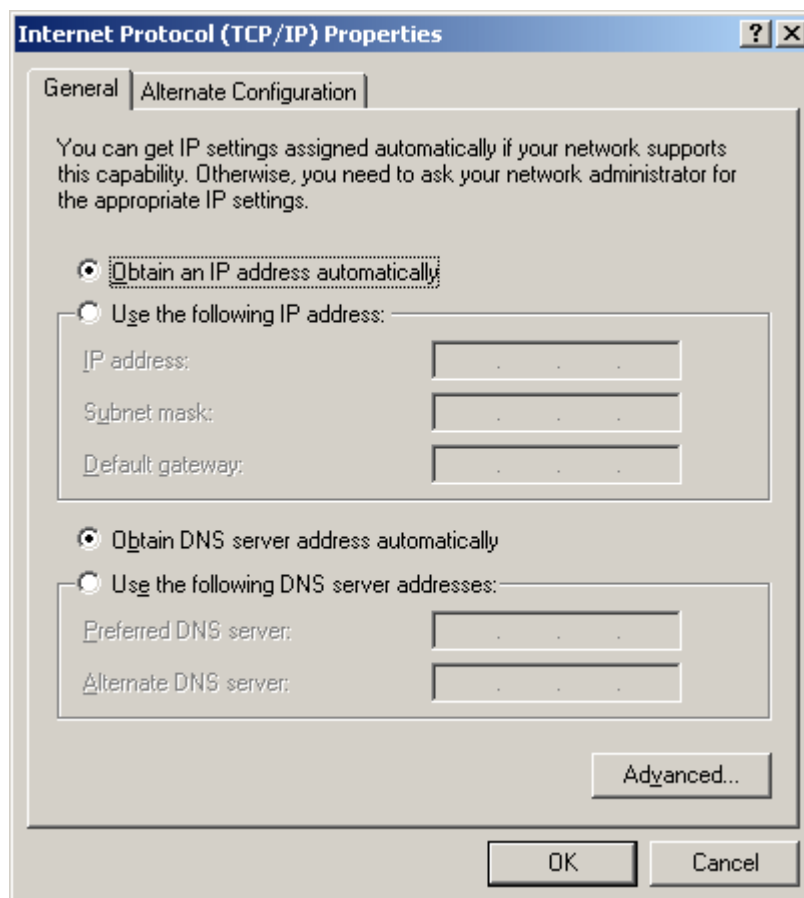 Internet Protocol (TCP/IP) Properties
General
Alternate Configuration
You can get IP settings assigned automatically if your network supports
this capability. Otherwise, you need to ask your network administrator for
the appropriate IP settings.
Obtain an IP address automatically
Use the following IP address:
IP address:
Subnet mask:
Default gateway:
Obtain DNS server address automatically
Use the following DNS server addresses:
Preferred DNS server:
Alternate DNS server:
Advanced...
OK
Cancel